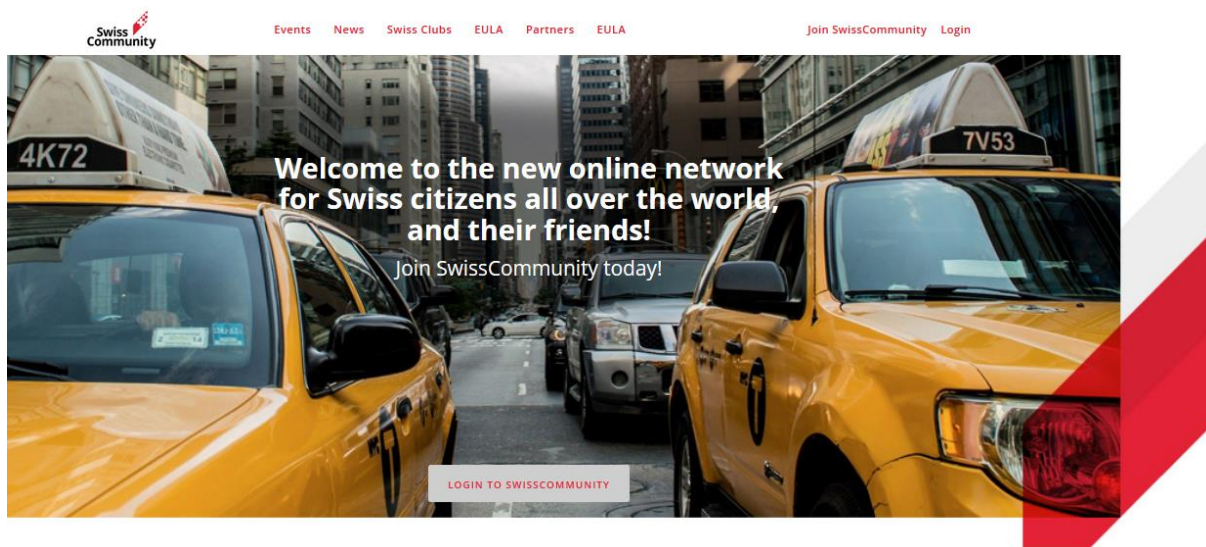 Swiss
Community
Events News Swiss Clubs EULA Partners EULA
Join SwissCommunity Login
4K72
7V53
Welcome to the new online network
for Swiss citizens all over the world,
and their friends!
Join SwissCommunity today!
LOGIN TO SWISSCOMMUNITY